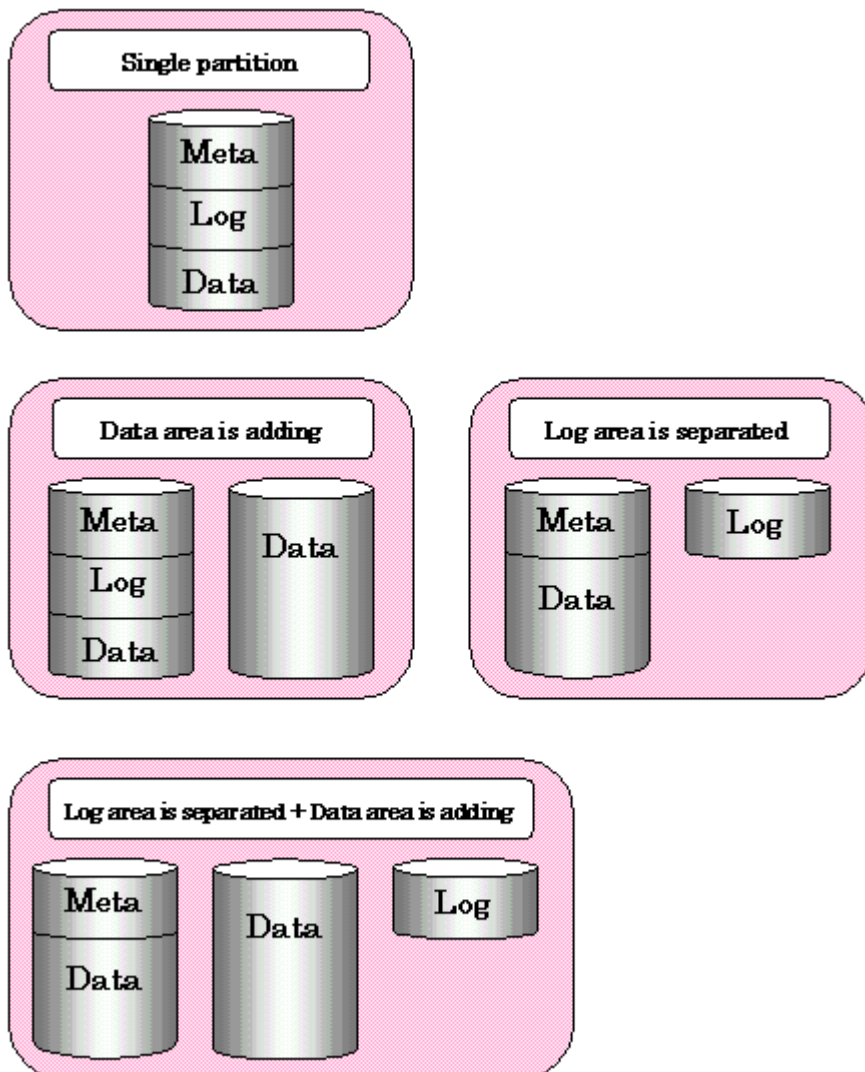 Single partition
Meta
Log
Data
Data area is adding
Meta
Log
Data
Data
Log area is separated
Meta
Data
Log
Log area is separated + Data area is adding
Meta
Data
Data
Log